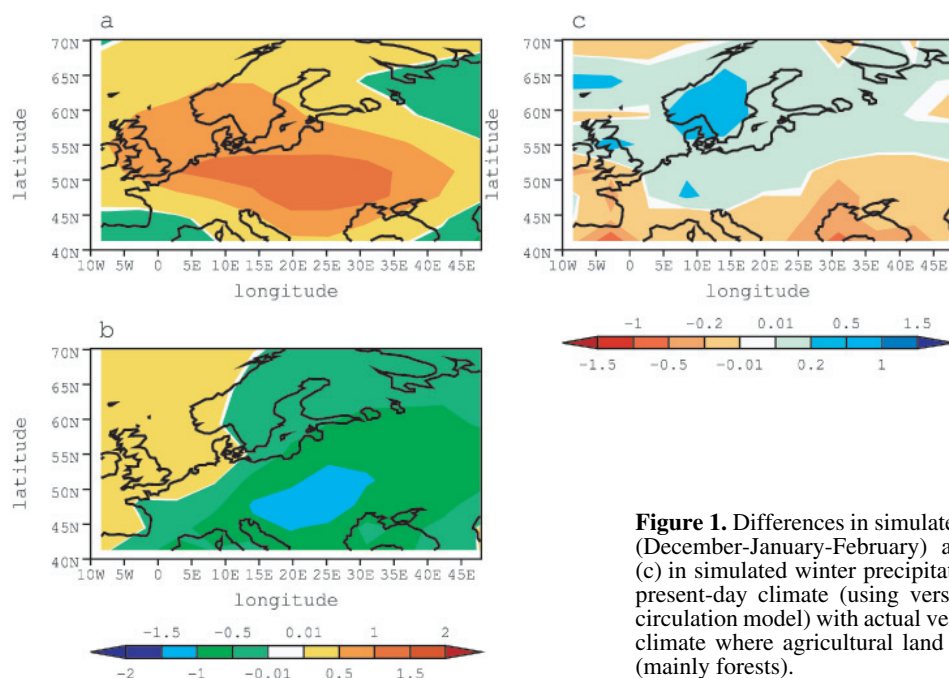 a
70N
65N
60N
55N
50N
45N
40N
latitude
10W 5W 0 5E 10E 15E 20E 25E 30E 35E 40E 45E
longitude
c
70N
65N
60N
55N
50N
45N
40N
latitude
10W 5W 0 5E 10E 15E 20E 25E 30E 35E 40E 45E
longitude
−1 −0.2 0.01 0.5 1.5
−1.5 −0.5 −0.01 0.2 1
b
70N
65N
60N
55N
50N
45N
40N
latitude
10W 5W 0 5E 10E 15E 20E 25E 30E 35E 40E 45E
longitude
−1.5 −0.5 0.01 1 2
−2 −1 −0.01 0.5 1.5
Figure 1. Differences in simulate
(December-January-February) a
(c) in simulated winter precipitat
present-day climate (using vers
circulation model) with actual ve
climate where agricultural land
(mainly forests).